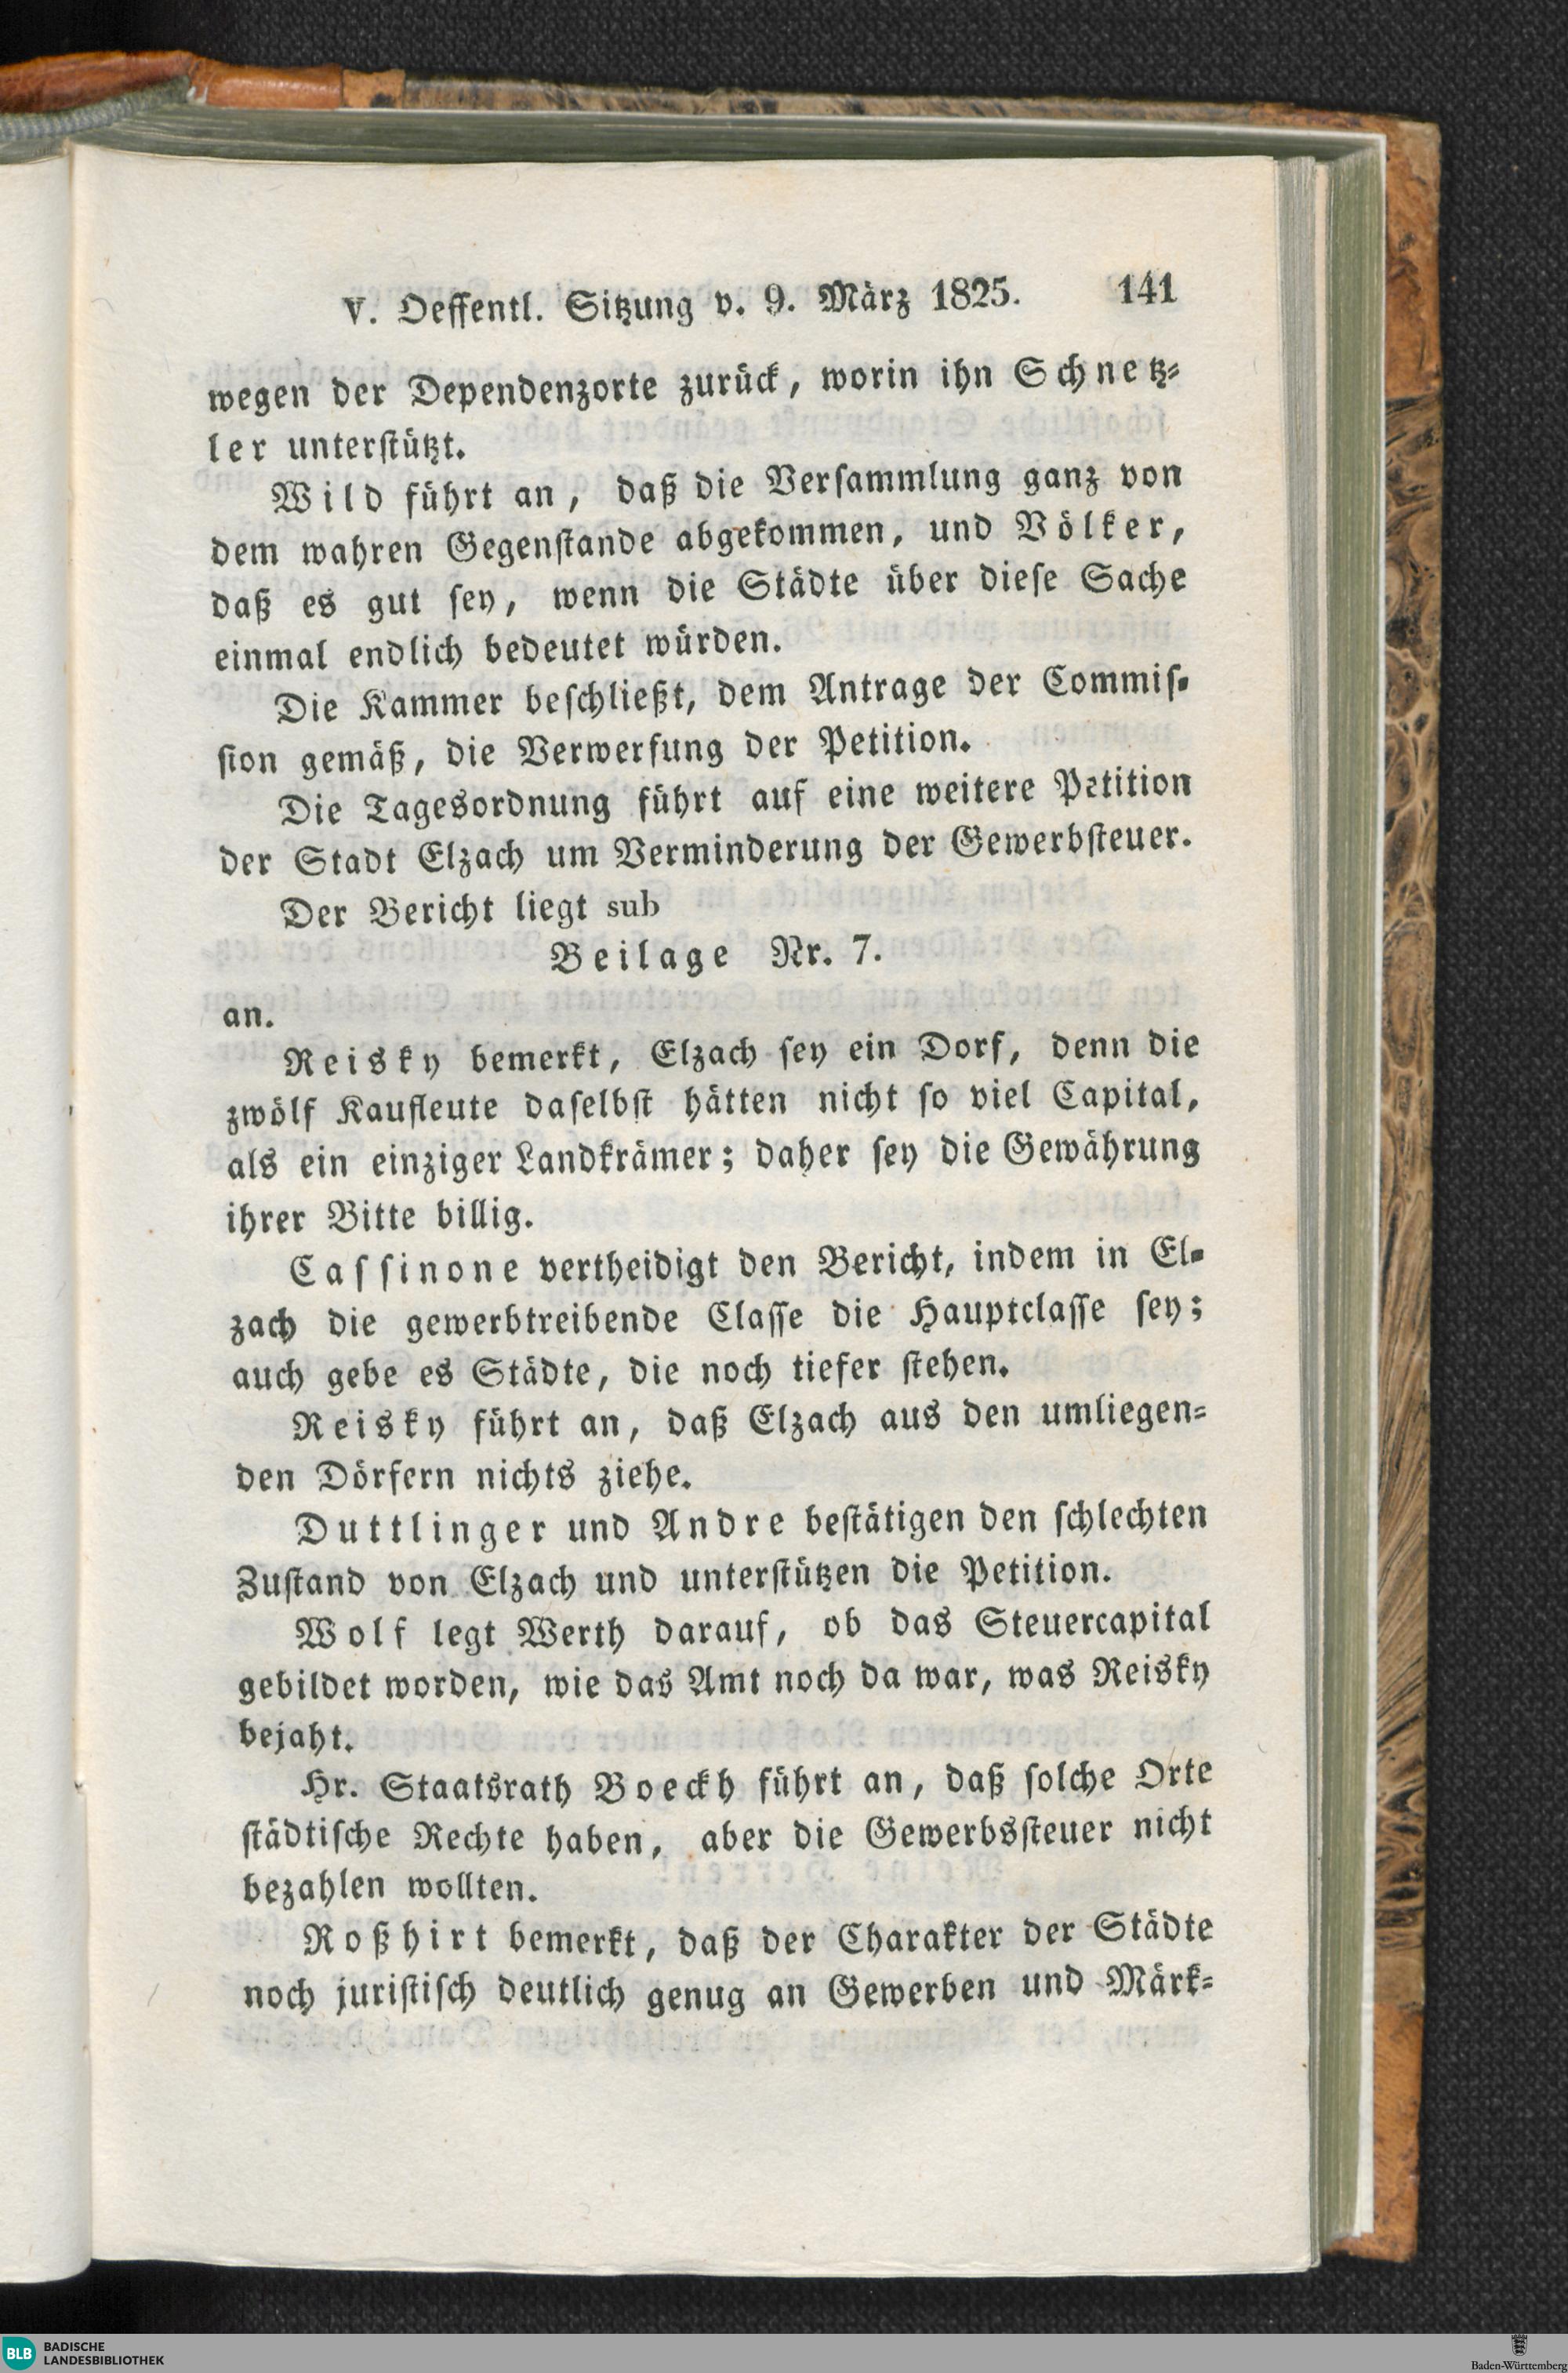 V. Oeffentl. Sitzung v. 9. März 1825. 141
wegen der Dependenzorte zurück, worin ihn Schnetz-
ler unterstützt.
Wild führt an, daß die Versammlung ganz von
dem wahren Gegenstande abgekommen, und Völker,
daß es gut sey, wenn die Städte über diese Sache
einmal endlich bedeutet würden.
Die Kammer beschließt, dem Antrage der Commis-
sion gemäß, die Verwerfung der Petition.
Die Tagesordnung führt auf eine weitere Petition
der Stadt Elzach um Verminderung der Gewerbsteuer.
Der Bericht liegt sub
Beilage Nr. 7.
an.
Reisky bemerkt, Elzach sey ein Dorf, denn die
zwölf Kaufleute daselbst hätten nicht so viel Capital,
als ein einziger Landkrämer; daher sey die Gewährung
ihrer Bitte billig.
Cassinone vertheidigt den Bericht, indem in El-
zach die gewerbtreibende Classe die Hauptclasse sey;
auch gebe es Städte, die noch tiefer stehen.
Reisky führt an, daß Elzach aus den umliegen-
den Dörfern nichts ziehe.
Duttlinger und Andre bestätigen den schlechten
Zustand von Elzach und unterstützen die Petition.
Wolf legt Werth darauf, ob das Steuercapital
gebildet worden, wie das Amt noch da war, was Reisky
bejaht.
Hr. Staatsrath Boeckh führt an, daß solche Orte
städtische Rechte haben, aber die Gewerbssteuer nicht
bezahlen wollten.
Roßhirt bemerkt, daß der Charakter der Städte
noch juristisch deutlich genug an Gewerben und Märk-
BLB BADISCHE
LANDESBIBLIOTHEK
Baden-Württemberg